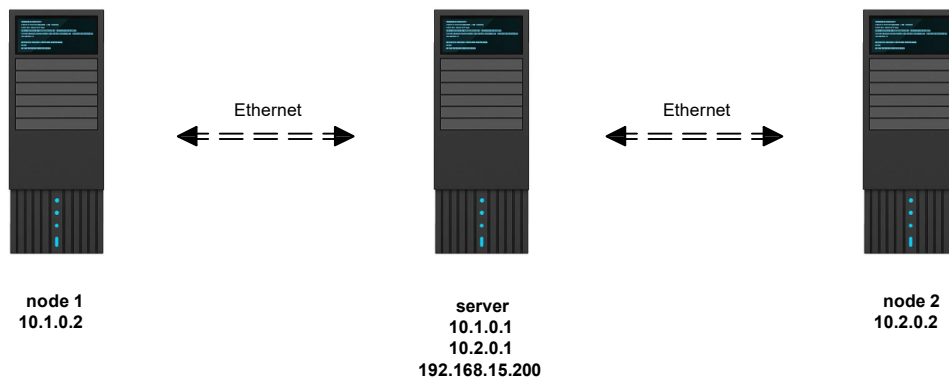 Ethernet
Ethernet
node 1
10.1.0.2
server
10.1.0.1
10.2.0.1
192.168.15.200
node 2
10.2.0.2